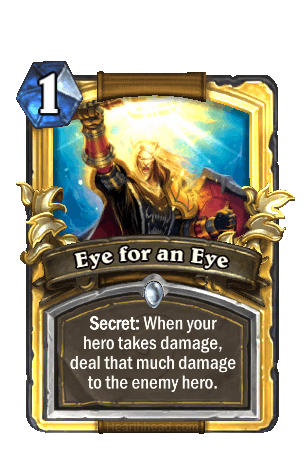 1
Eye for an Eye
Secret: When your
hero takes damage,
deal that much damage
to the enemy hero.